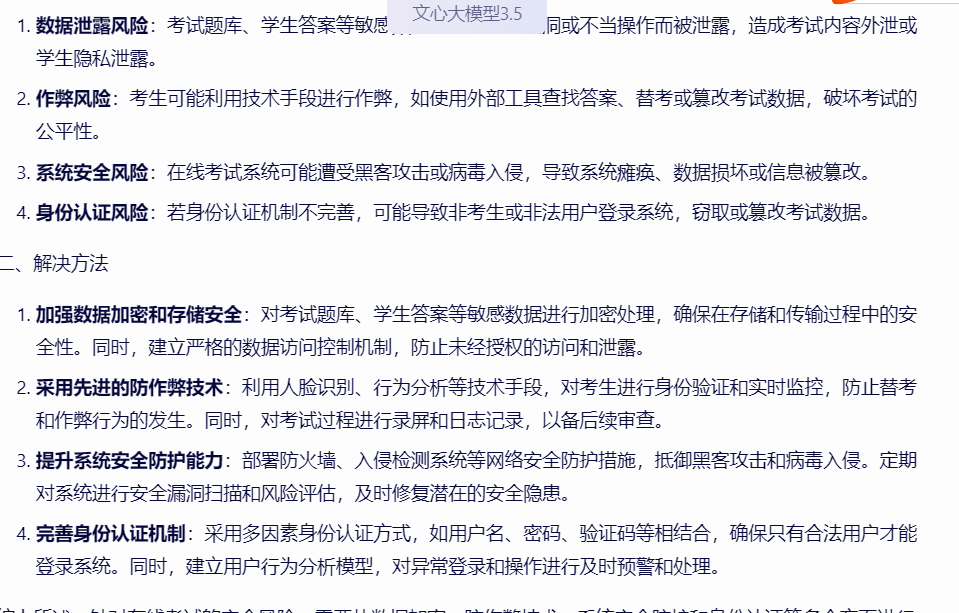 文心大模型3.5
1. 数据泄露风险：考试题库、学生答案等敏感 洞或不当操作而被泄露，造成考试内容外泄或
学生隐私泄露。
2. 作弊风险：考生可能利用技术手段进行作弊，如使用外部工具查找答案、替考或篡改考试数据，破坏考试的
公平性。
3. 系统安全风险：在线考试系统可能遭受黑客攻击或病毒入侵，导致系统瘫痪、数据损坏或信息被篡改。
4. 身份认证风险：若身份认证机制不完善，可能导致非考生或非法用户登录系统，窃取或篡改考试数据。
二、解决方法
1. 加强数据加密和存储安全：对考试题库、学生答案等敏感数据进行加密处理，确保在存储和传输过程中的安
全性。同时，建立严格的数据访问控制机制，防止未经授权的访问和泄露。
2. 采用先进的防作弊技术：利用人脸识别、行为分析等技术手段，对考生进行身份验证和实时监控，防止替考
和作弊行为的发生。同时，对考试过程进行录屏和日志记录，以备后续审查。
3. 提升系统安全防护能力：部署防火墙、入侵检测系统等网络安全防护措施，抵御黑客攻击和病毒入侵。定期
对系统进行安全漏洞扫描和风险评估，及时修复潜在的安全隐患。
4. 完善身份认证机制：采用多因素身份认证方式，如用户名、密码、验证码等相结合，确保只有合法用户才能
登录系统。同时，建立用户行为分析模型，对异常登录和操作进行及时预警和处理。